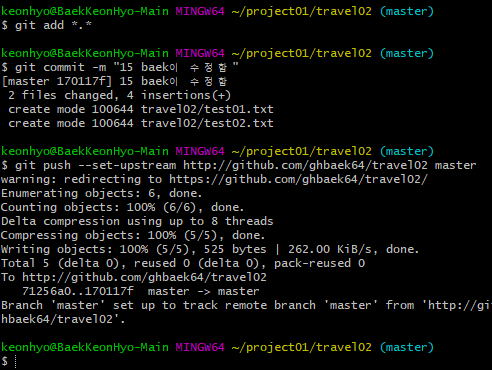 keonhyo@BaekKeonHyo-Main MINGW64 ~/project01/travel02 (master)
$ git add *.*
keonhyo@BaekKeonHyo-Main MINGW64 ~/project01/travel02 (master)
$ git commit -m "15 baek이 수정함"
[master 170117f] 15 baek이 수정함
2 files changed, 4 insertions(+)
create mode 100644 travel02/test01.txt
create mode 100644 travel02/test02.txt
keonhyo@BaekKeonHyo-Main MINGW64 ~/project01/travel02 (master)
$ git push --set-upstream http://github.com/ghbaek64/travel02 master
warning: redirecting to https://github.com/ghbaek64/travel02/
Enumerating objects: 6, done.
Counting objects: 100% (6/6), done.
Delta compression using up to 8 threads
Compressing objects: 100% (5/5), done.
Writing objects: 100% (5/5), 525 bytes | 262.00 KiB/s, done.
Total 5 (delta 0), reused 0 (delta 0), pack-reused 0
To http://github.com/ghbaek64/travel02
71256a0..170117f master -> master
Branch 'master' set up to track remote branch 'master' from 'http://git
hbaek64/travel02'.
keonhyo@BaekKeonHyo-Main MINGW64 ~/project01/travel02 (master)
$